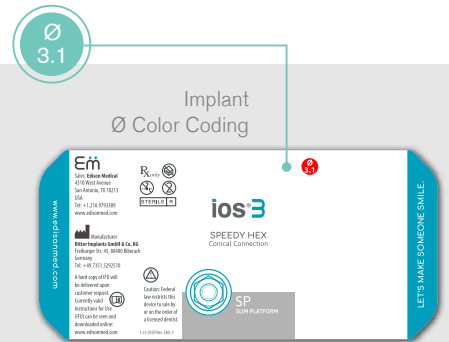 Ø
3.1
Implant
Ø Color Coding
Ëm
Sales: Edison Medical
4310 West Avenue
San Antonio, TX 78213
USA
Tel: +1.210.9793389
www.edisonmed.com
Manufacturer
Ritter Implants GmbH & Co. KG
Freiburger Str. 45, 88400 Biberach
Germany
Tel: +49.7351.5292510
If hard copy of IFU will
be delivered upon
customer request.
Currently valid
Instructions for Use
(IFU) can be seen and
downloaded online:
www.edisonmed.com
Rx only
STERILE R
Caution: Federal
law restricts this
device to sale by
or on the order of
a licensed dentist.
ios®3
SPEEDY HEX
Conical Connection
SP
SLIM PLATFORM
Ø
3.1
www.edisonmed.com
LET'S MAKE SOMEONE SMILE.